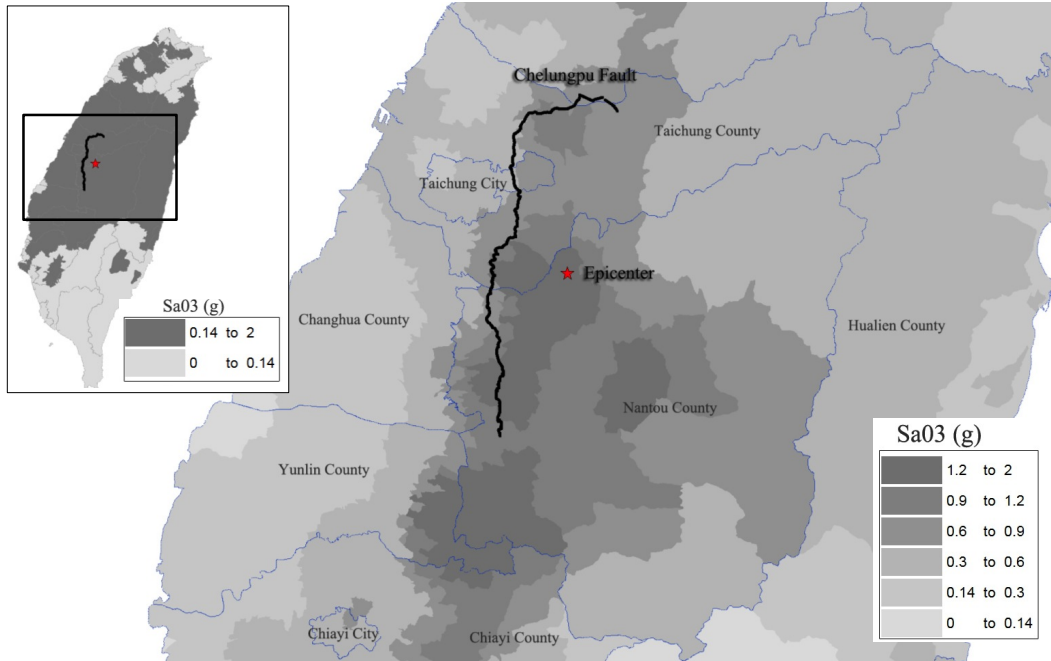 Chelungpu Fault
Taichung County
Taichung City
Epicenter
Changhua County
Hualien County
Sa03 (g)
0.14 to 2
0 to 0.14
Nantou County
Yunlin County
Chiayi City
Chiayi County
Sa03 (g)
1.2 to 2
0.9 to 1.2
0.6 to 0.9
0.3 to 0.6
0.14 to 0.3
0 to 0.14